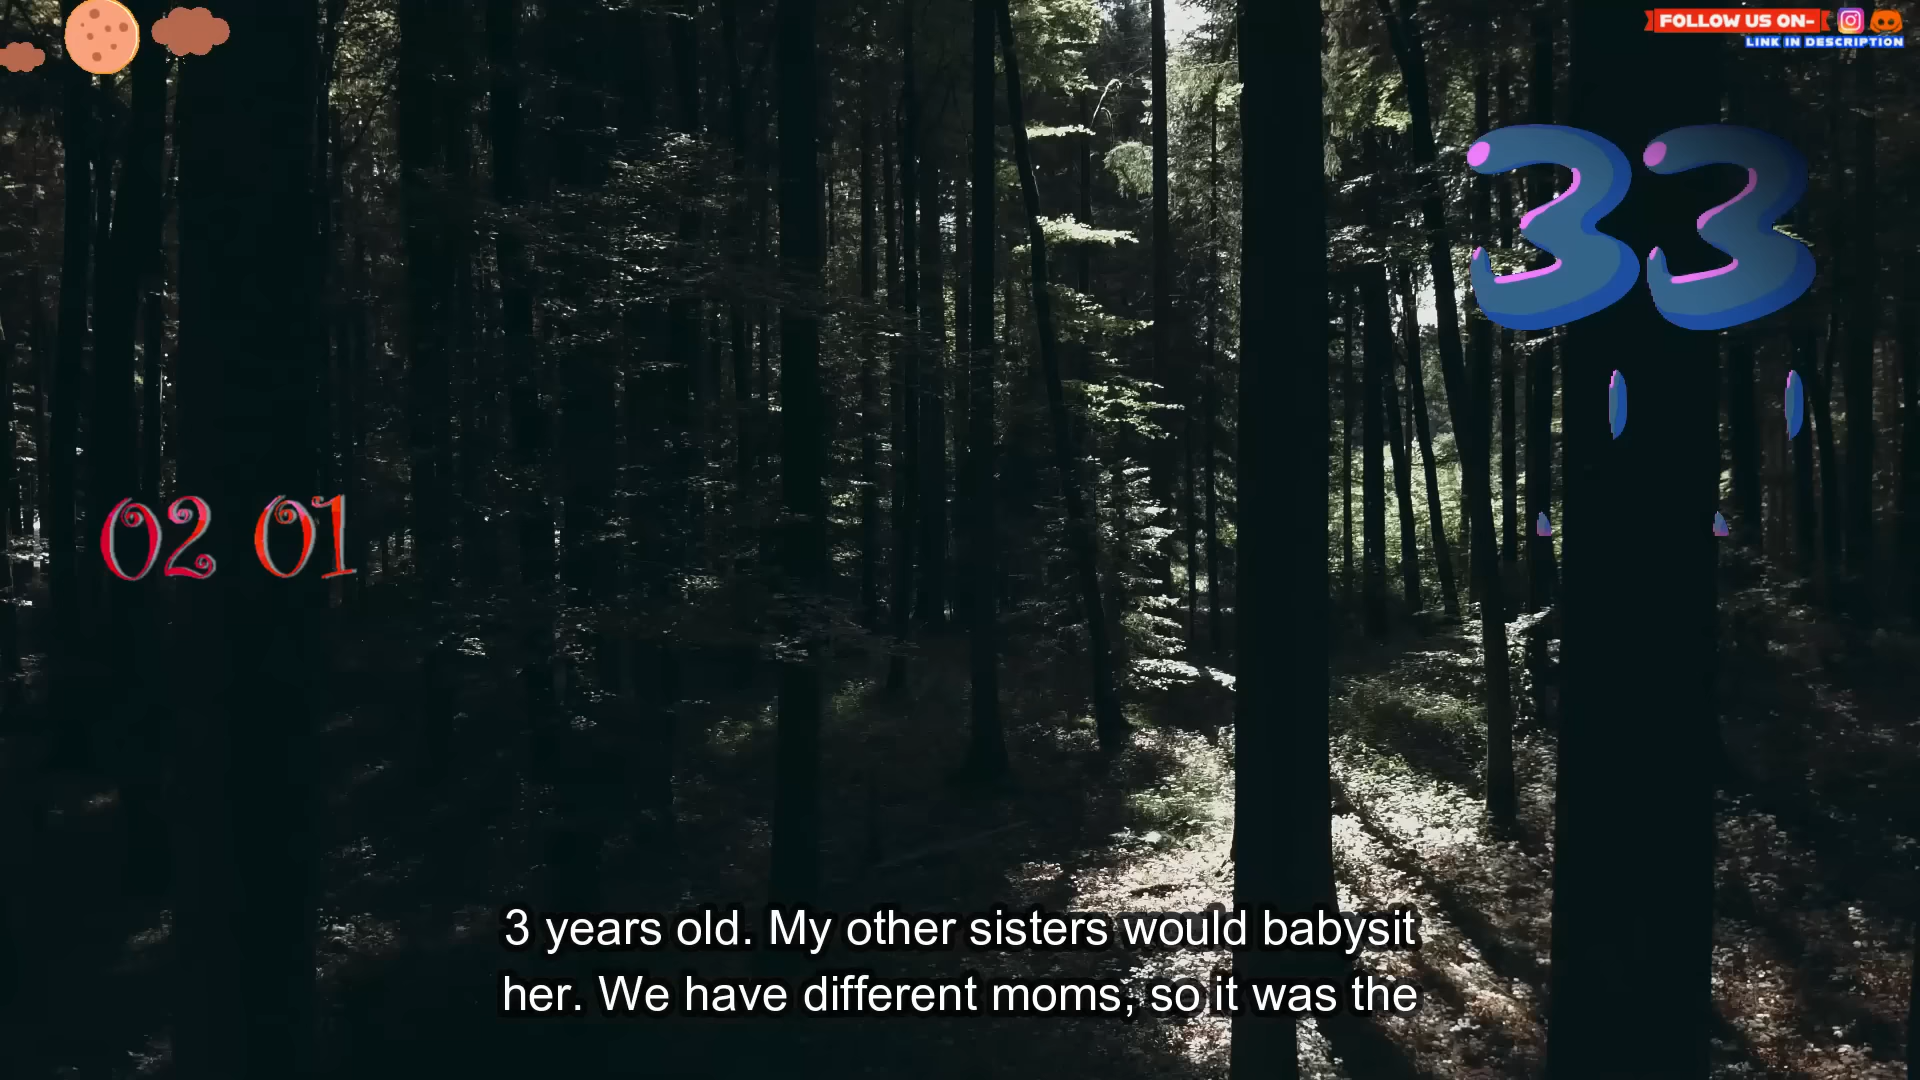 FOLLOW US ON-
LINK IN DESCRIPTION
33
02 01
3 years old. My other sisters would babysit
her. We have different moms, so it was the